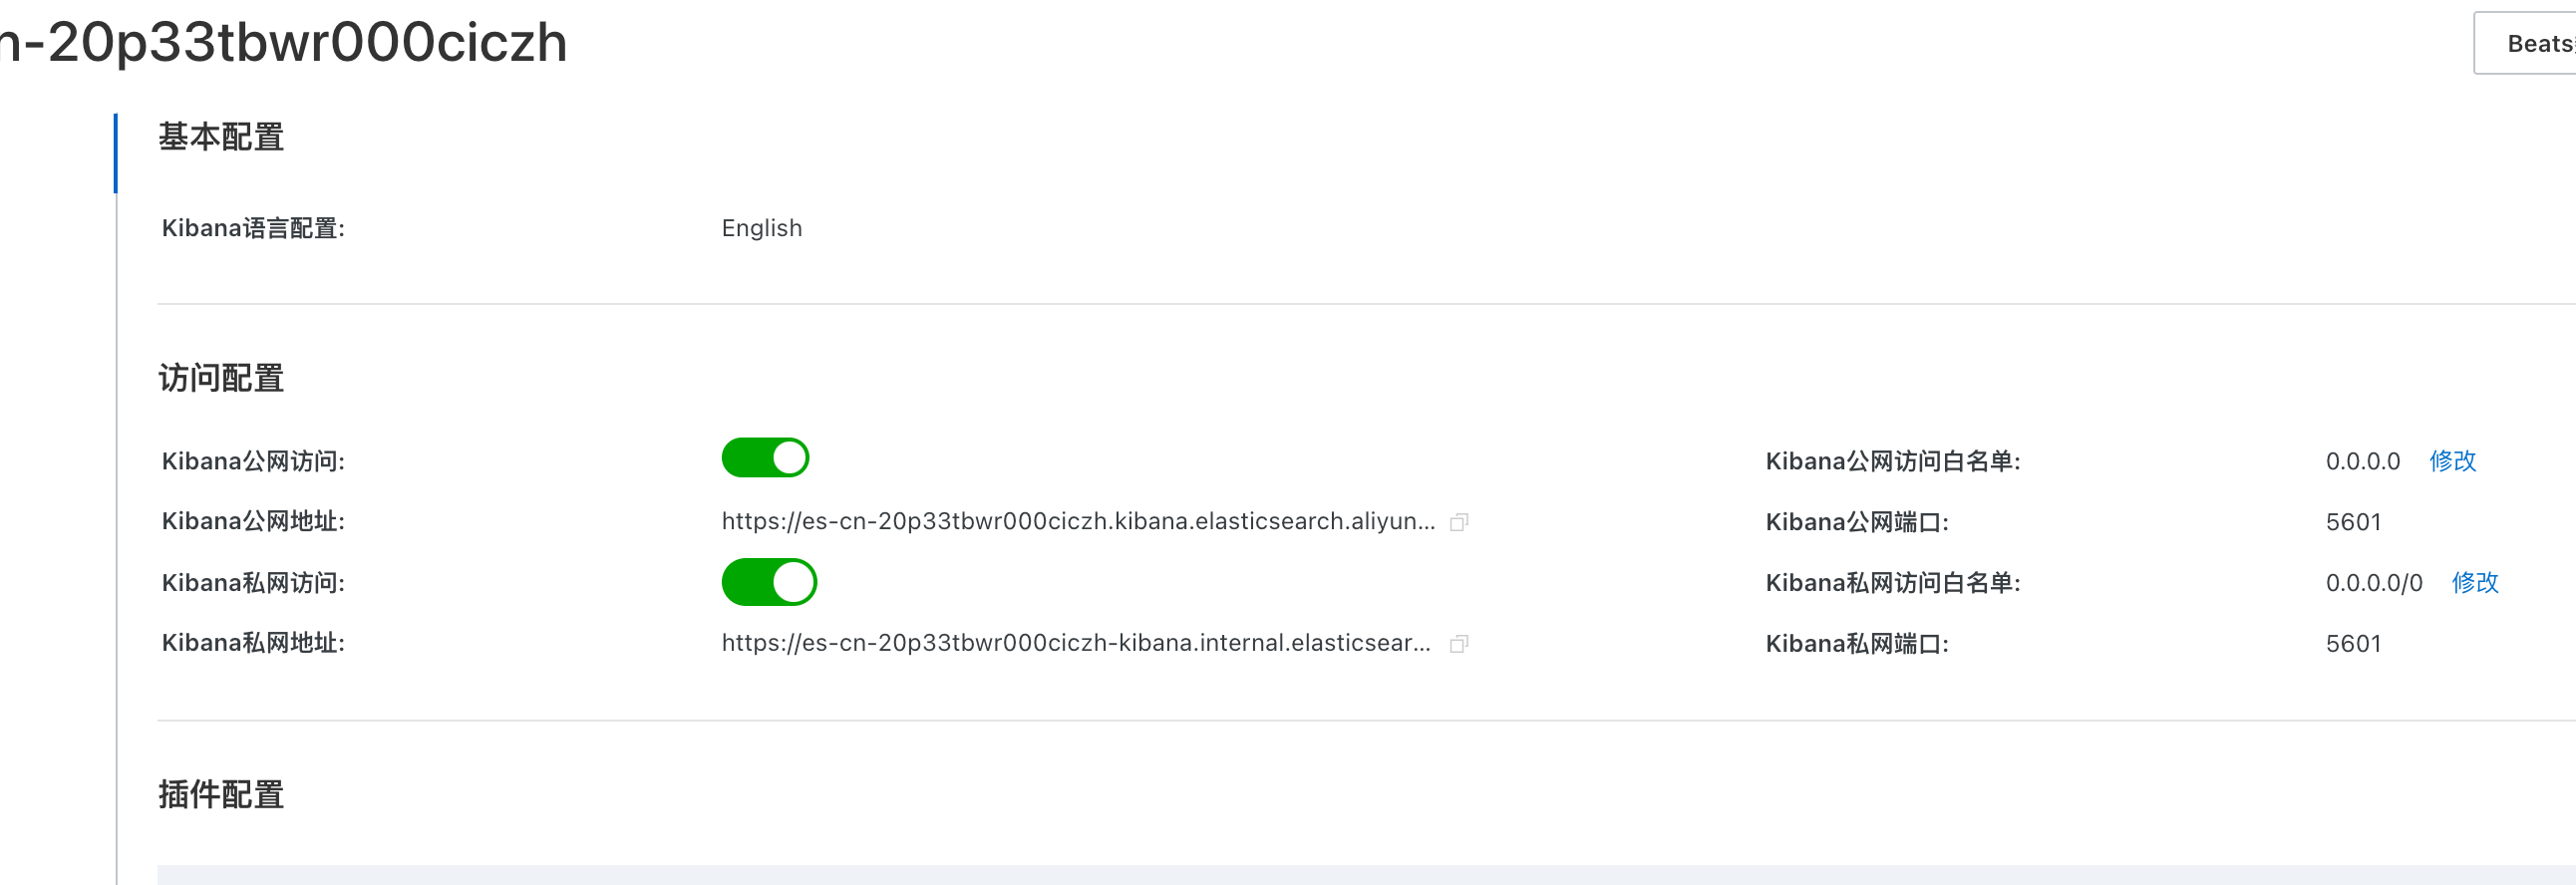 n-20p33tbwr000ciczh
Beats
基本配置
Kibana语言配置: English
访问配置
Kibana公网访问: Kibana公网访问白名单: 0.0.0.0 修改
Kibana公网地址: https://es-cn-20p33tbwr000ciczh.kibana.elasticsearch.aliyun... Kibana公网端口: 5601
Kibana私网访问: Kibana私网访问白名单: 0.0.0.0/0 修改
Kibana私网地址: https://es-cn-20p33tbwr000ciczh-kibana.internal.elasticsear... Kibana私网端口: 5601
插件配置